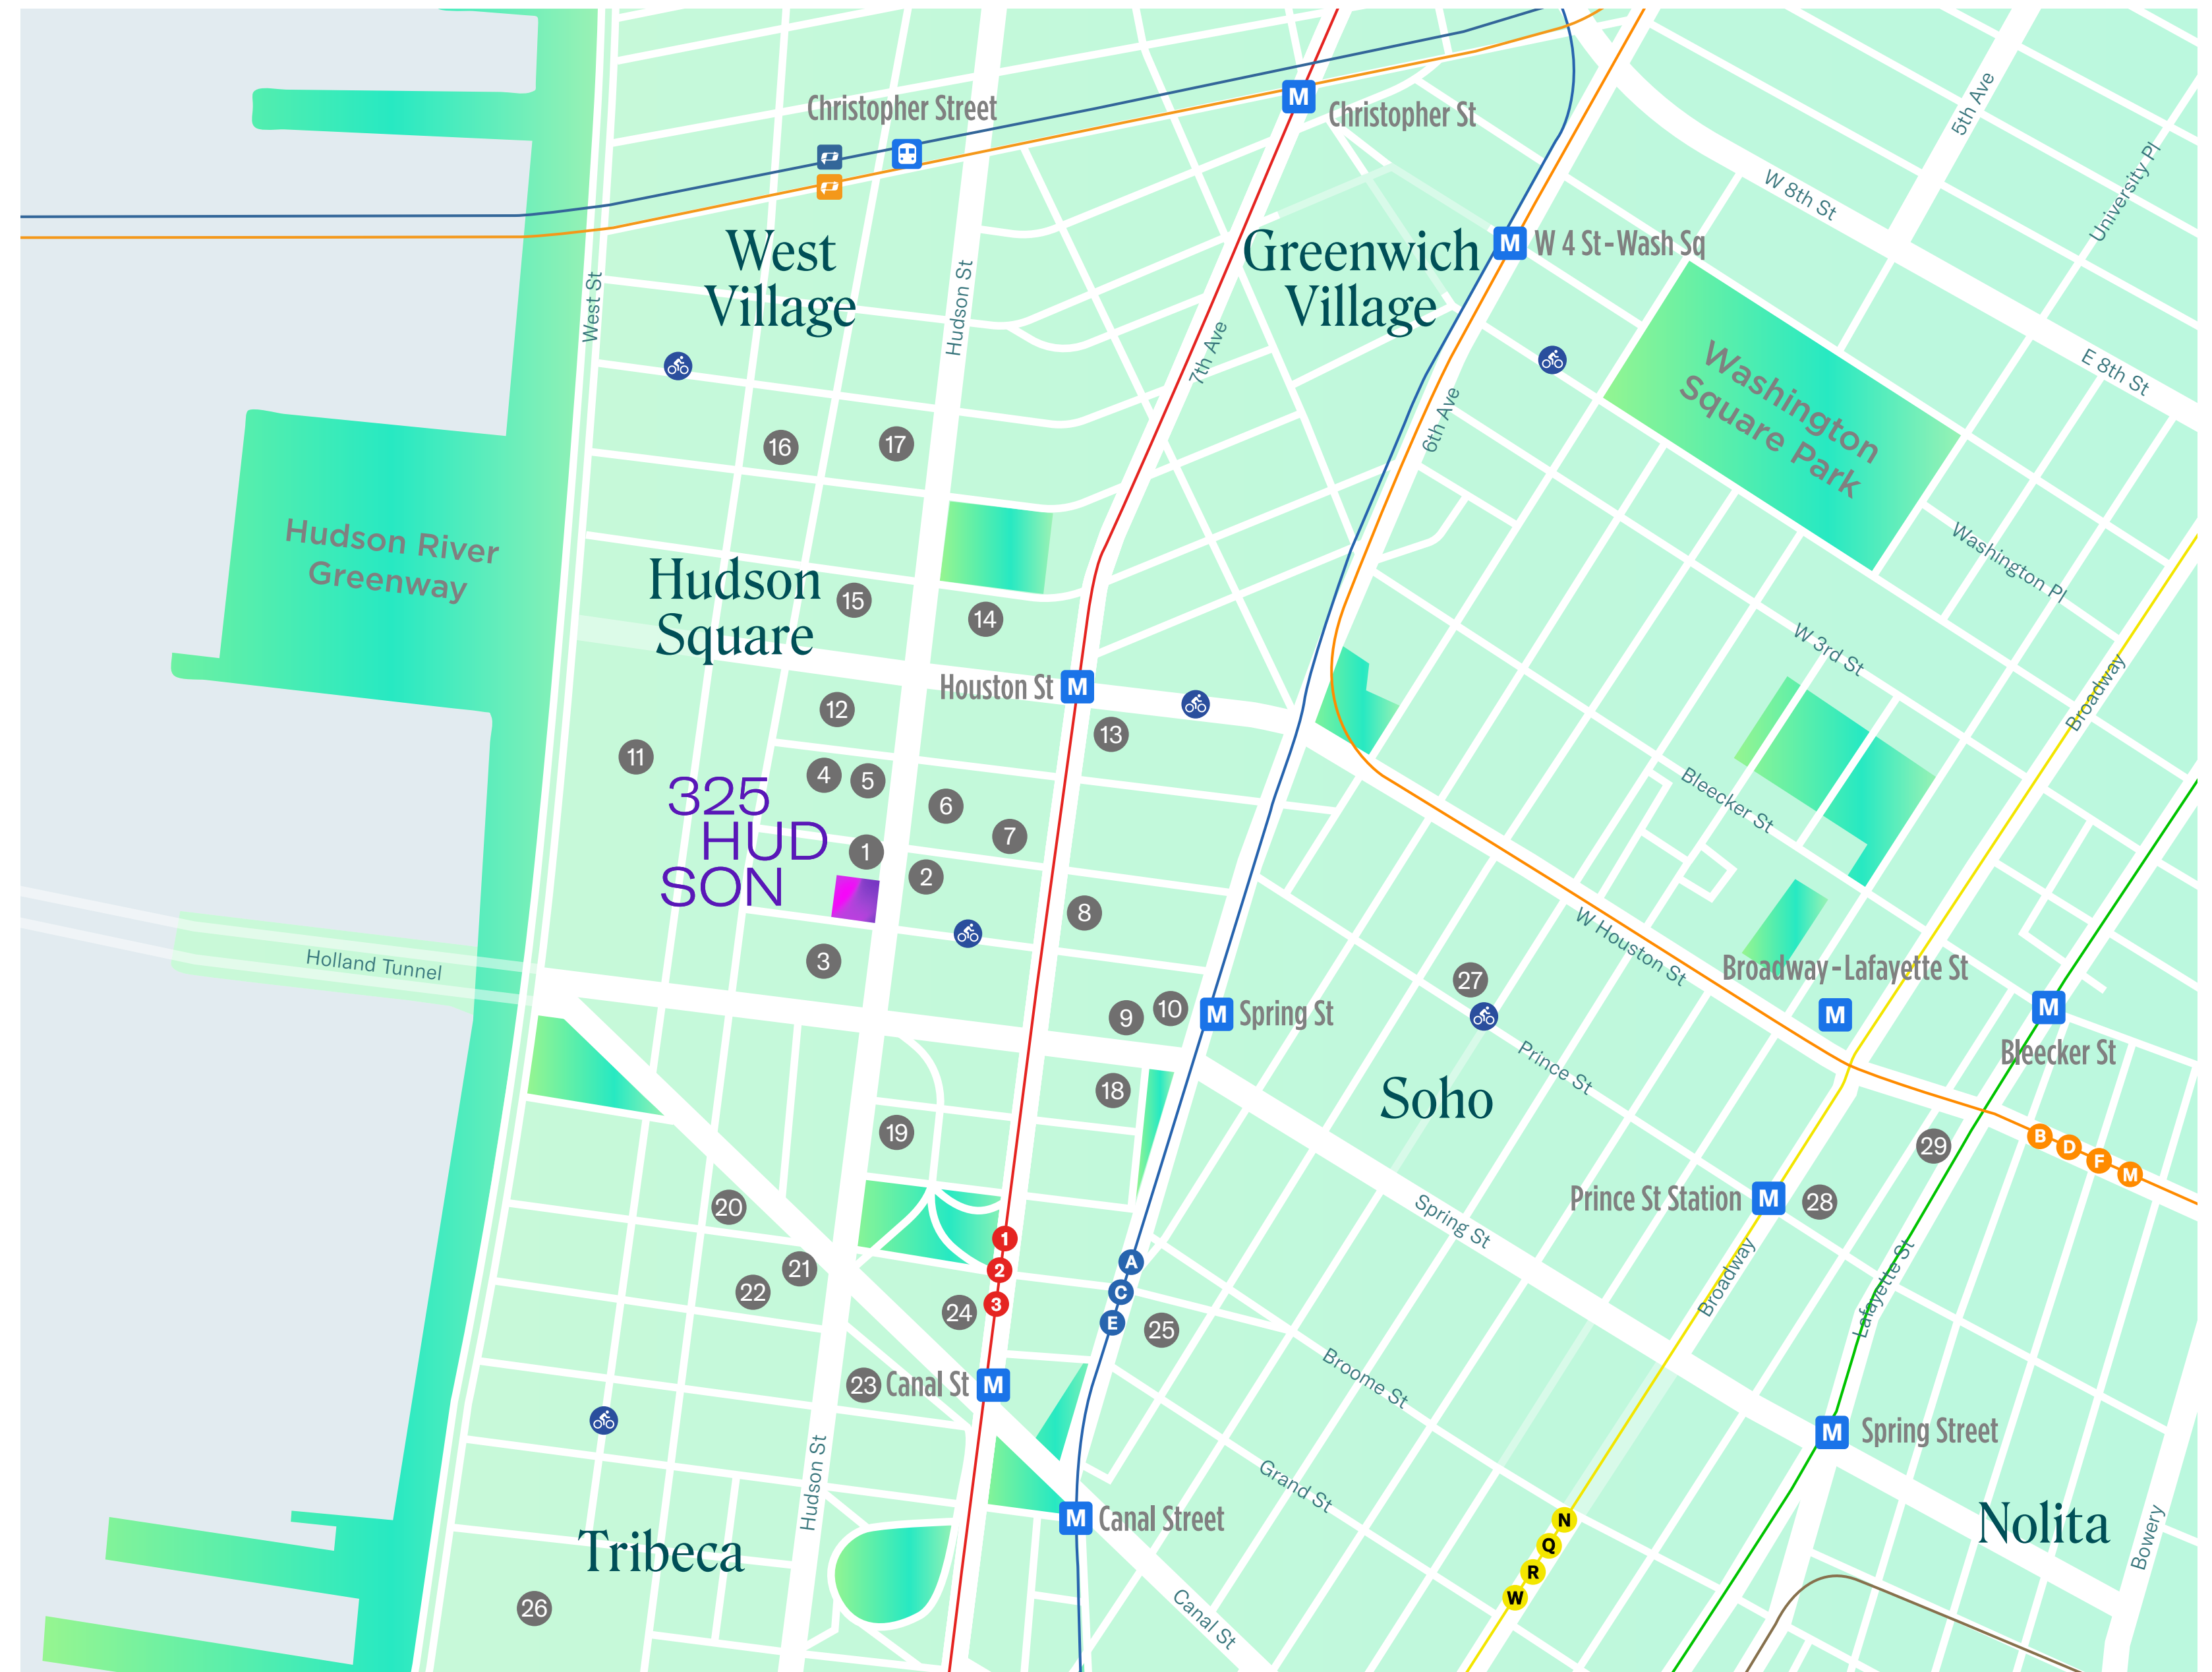 Christopher Street
M
Christopher St
5th Ave
University Pl
W 8th St
West
Village
Greenwich
Village
M
W 4 St-Wash Sq
West St
Hudson St
7th Ave
6th Ave
Washington
Square Park
E 8th St
16
17
Hudson River
Greenway
Washington Pl
Hudson
Square
15
14
W 3rd St
Broadway
Houston St
M
12
13
11
4
5
6
7
Bleecker St
325
HUD
SON
1
2
8
3
Holland Tunnel
W Houston St
Broadway-Lafayette St
M
M
Bleecker St
27
9
10
M
Spring St
Prince St
Soho
18
19
29
B
D
F
M
Prince St Station
M
28
20
21
22
Spring St
1
2
3
A
C
E
24
25
Broadway
Lafayette St
23
Canal St
M
Broome St
M
Spring Street
Hudson St
Grand St
M
Canal Street
N
Q
R
W
Nolita
Bowery
Tribeca
26
Canal St